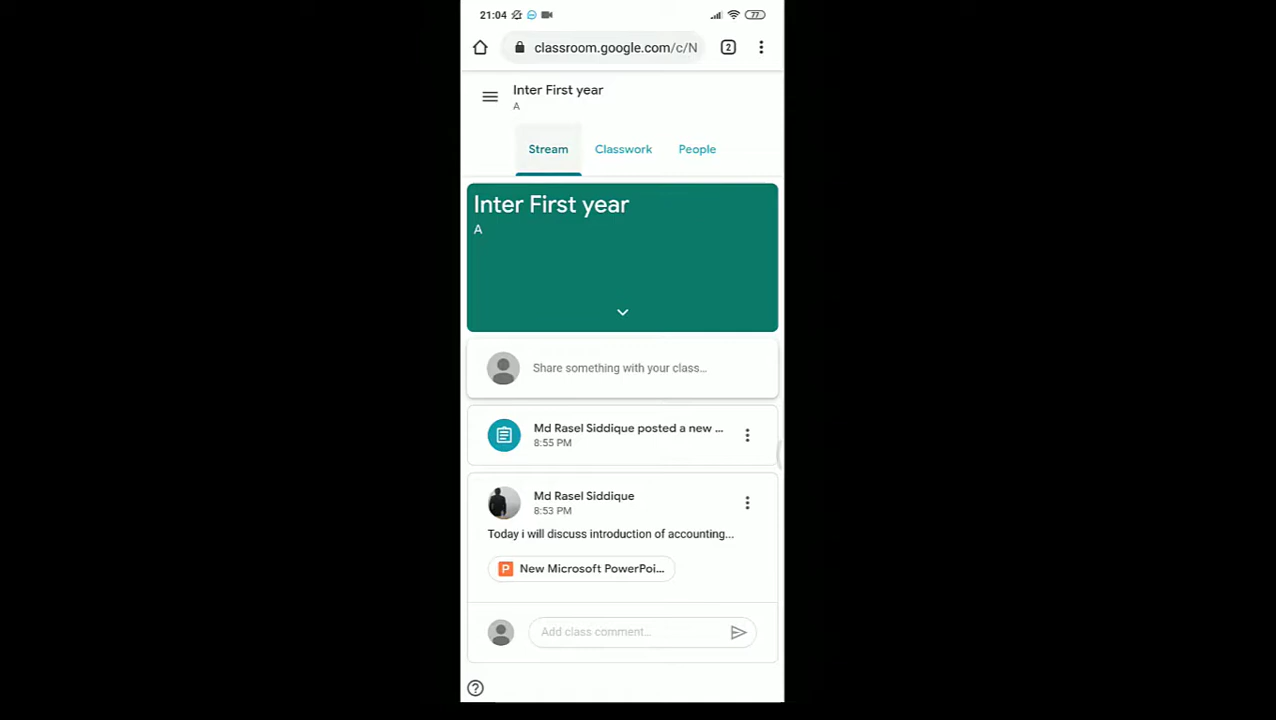 21:04
77
classroom.google.com/c/N
2
Inter First year
A
Stream
Classwork
People
Inter First year
A
Share something with your class...
Md Rasel Siddique posted a new ...
8:55 PM
Md Rasel Siddique
8:53 PM
Today i will discuss introduction of accounting...
P
New Microsoft PowerPoi...
Add class comment...
?